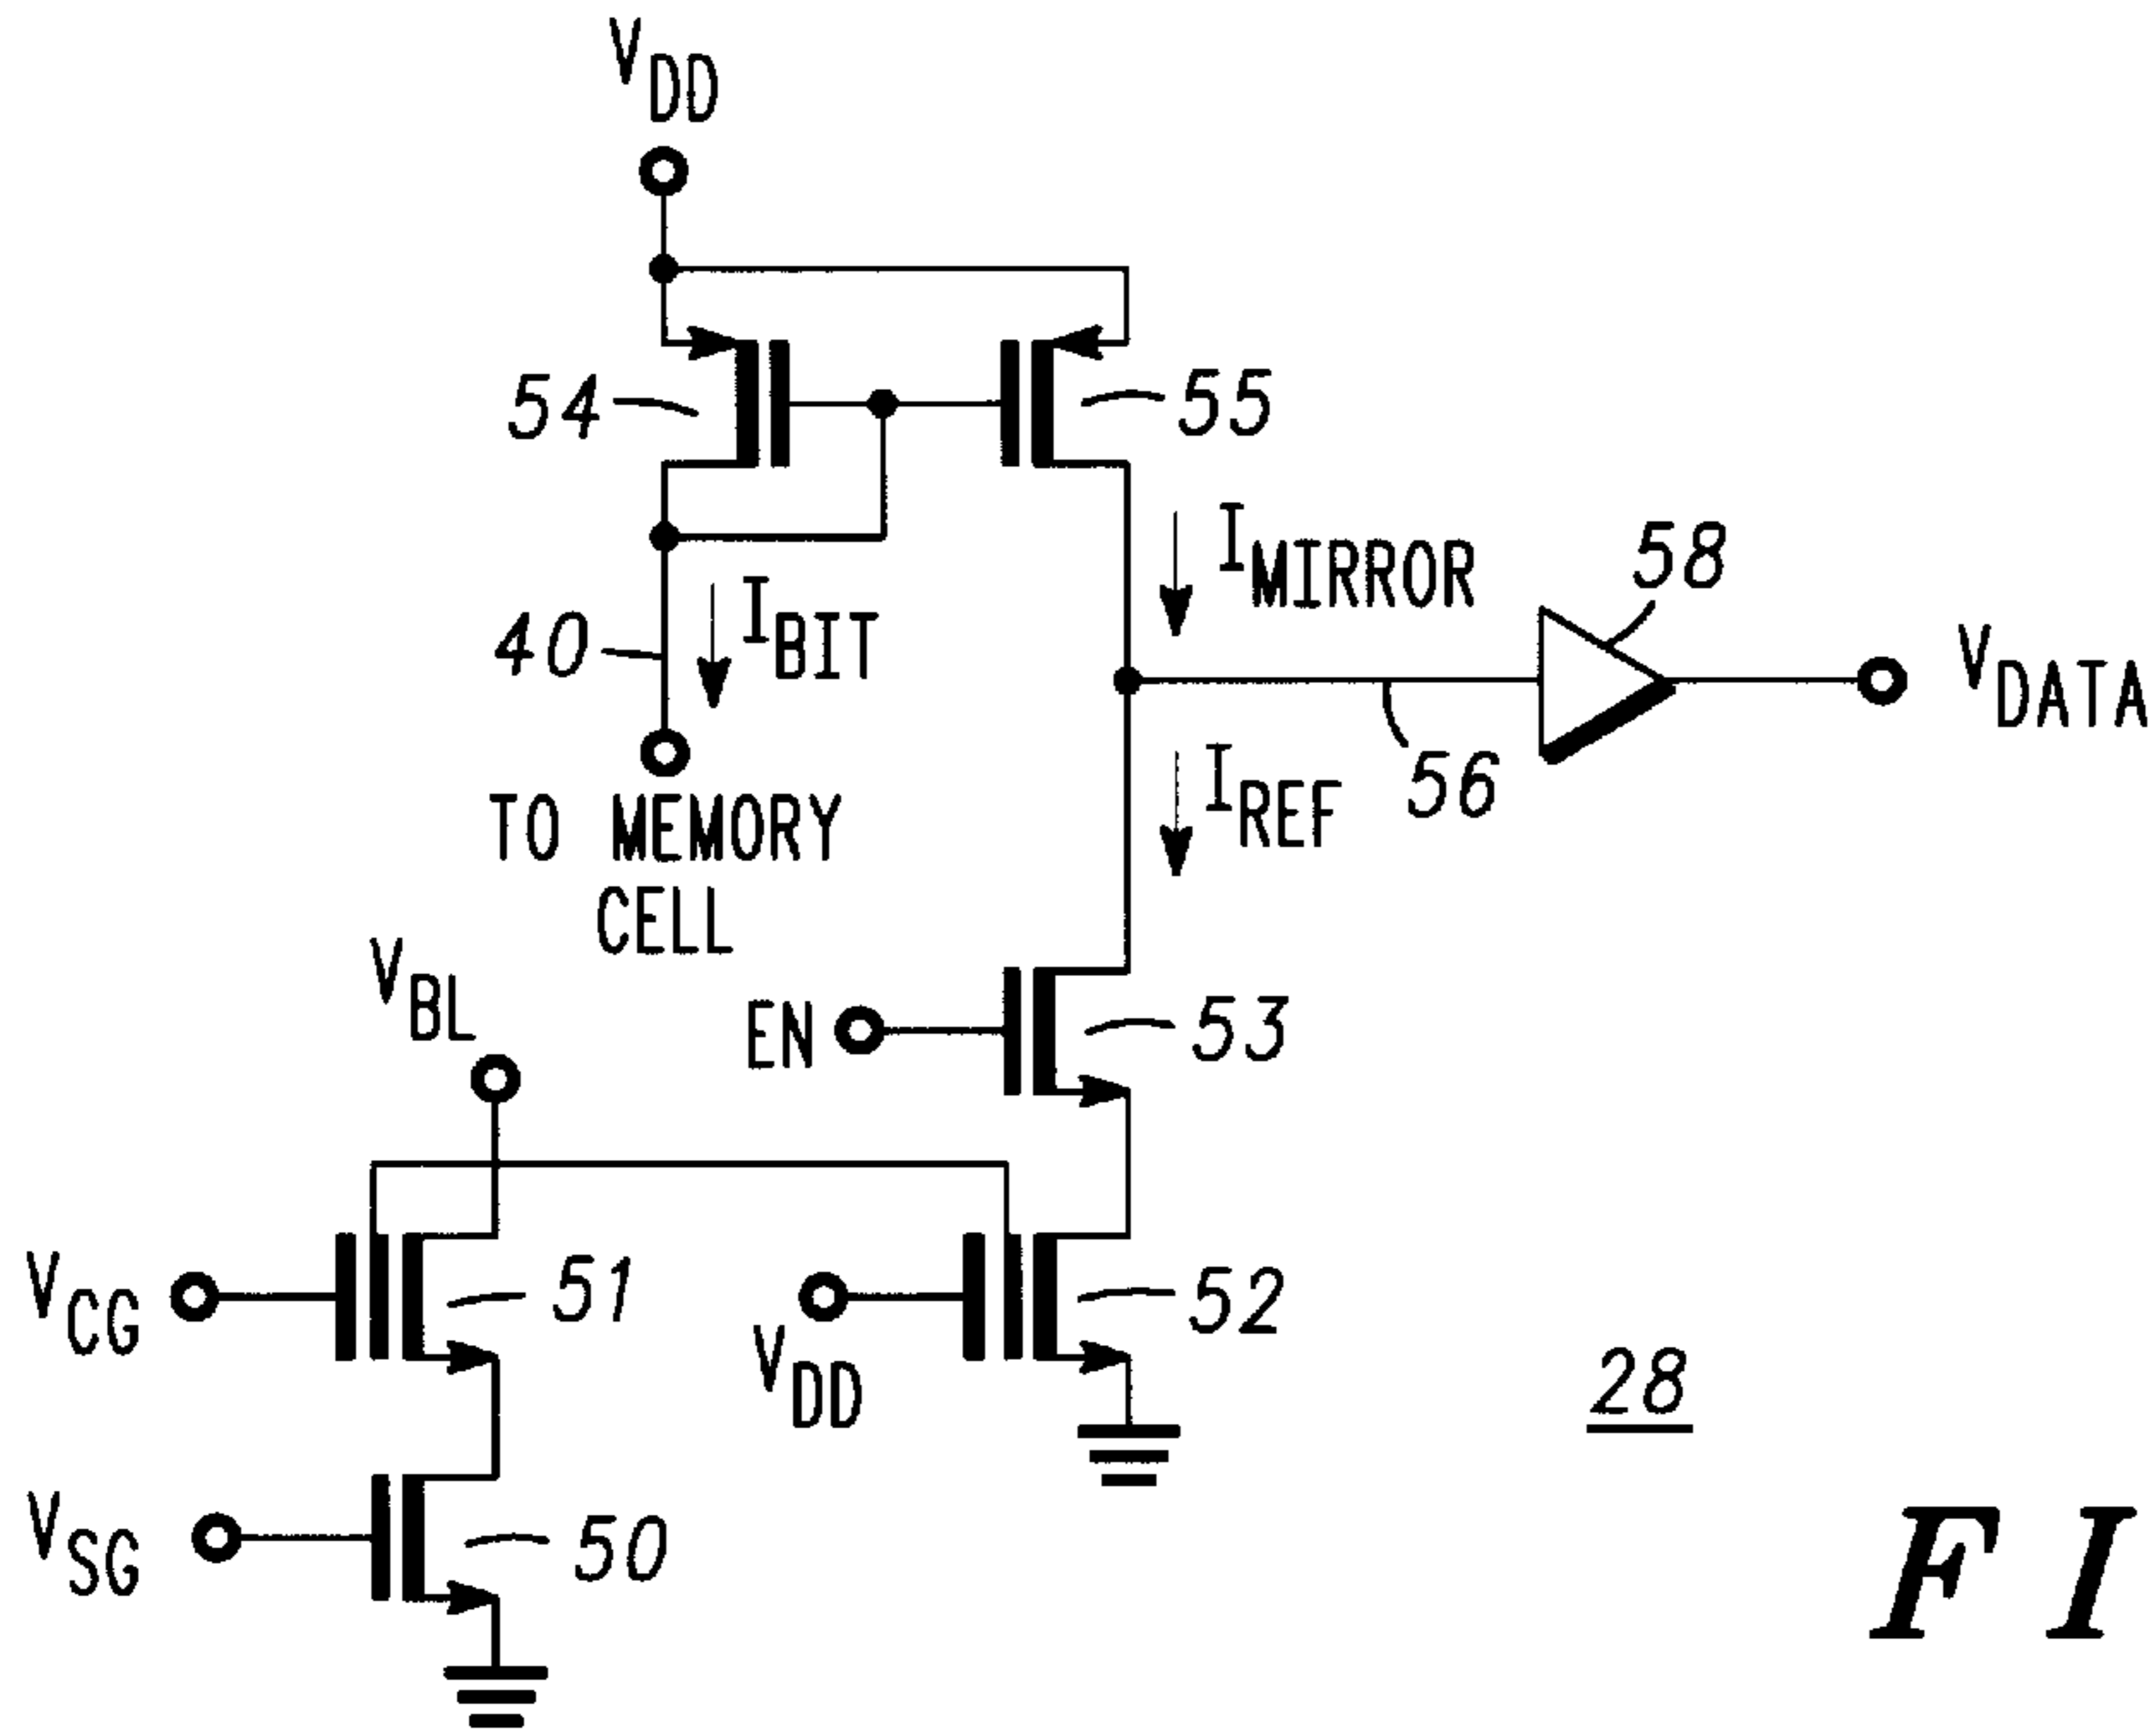 VDD
54
55
IMIRROR
58
40
IBIT
VDATA
56
IREF
TO MEMORY
CELL
VBL
EN
53
VCG
51
VDD
52
28
VSG
50
FI